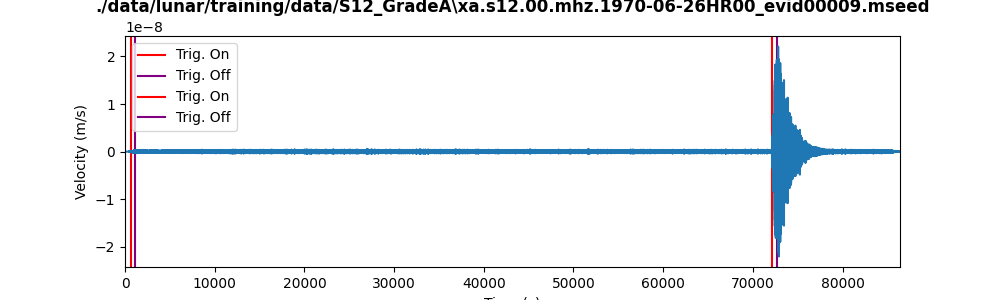 ./data/lunar/training/data/S12_GradeA\xa.s12.00.mhz.1970-06-26HR00_evid00009.mseed
1e−8
Trig. On
Trig. Off
Trig. On
Trig. Off
Velocity (m/s)
2
1
0
−1
−2
0 10000 20000 30000 40000 50000 60000 70000 80000